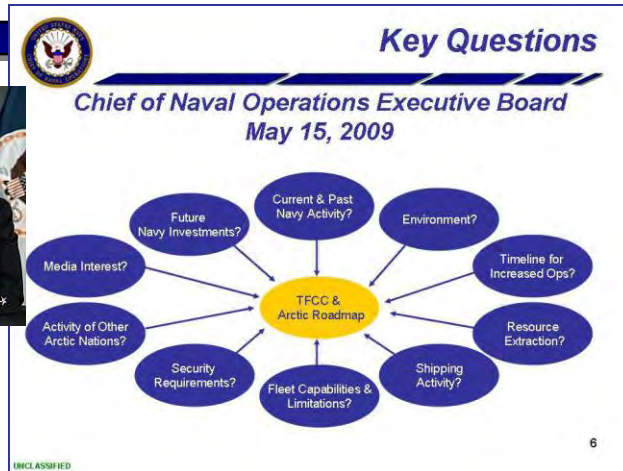 Key Questions
Chief of Naval Operations Executive Board
May 15, 2009
Current & Past
Navy Activity?
Future
Navy Investments?
Environment?
Media Interest?
Timeline for
Increased Ops?
TFCC &
Arctic Roadmap
Activity of Other
Arctic Nations?
Resource
Extraction?
Security
Requirements?
Shipping
Activity?
Fleet Capabilities &
Limitations?
6
UNCLASSIFIED